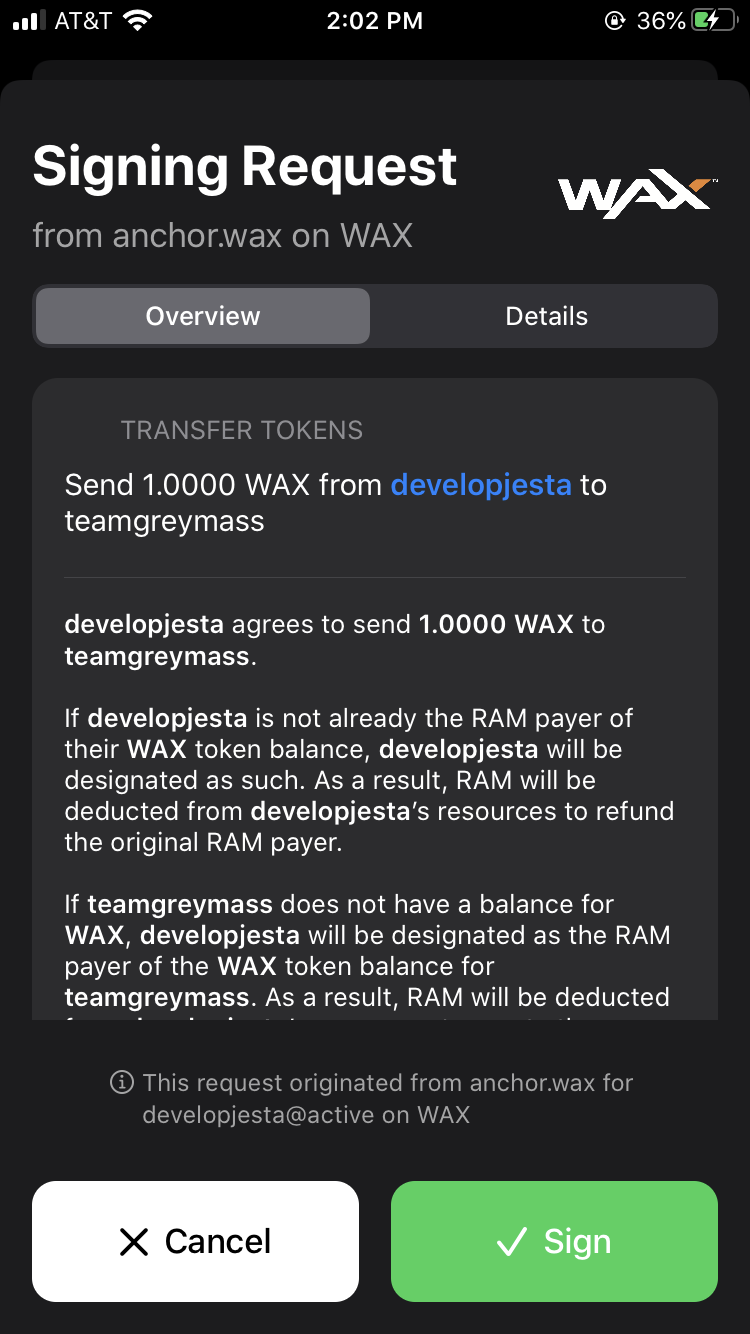 AT&T
2:02 PM
36%
Signing Request
WAX™
from anchor.wax on WAX
Overview
Details
TRANSFER TOKENS
Send 1.0000 WAX from developjesta to
teamgreymass
developjesta agrees to send 1.0000 WAX to
teamgreymass.
If developjesta is not already the RAM payer of
their WAX token balance, developjesta will be
designated as such. As a result, RAM will be
deducted from developjesta’s resources to refund
the original RAM payer.
If teamgreymass does not have a balance for
WAX, developjesta will be designated as the RAM
payer of the WAX token balance for
teamgreymass. As a result, RAM will be deducted
This request originated from anchor.wax for
developjesta@active on WAX
Cancel
Sign